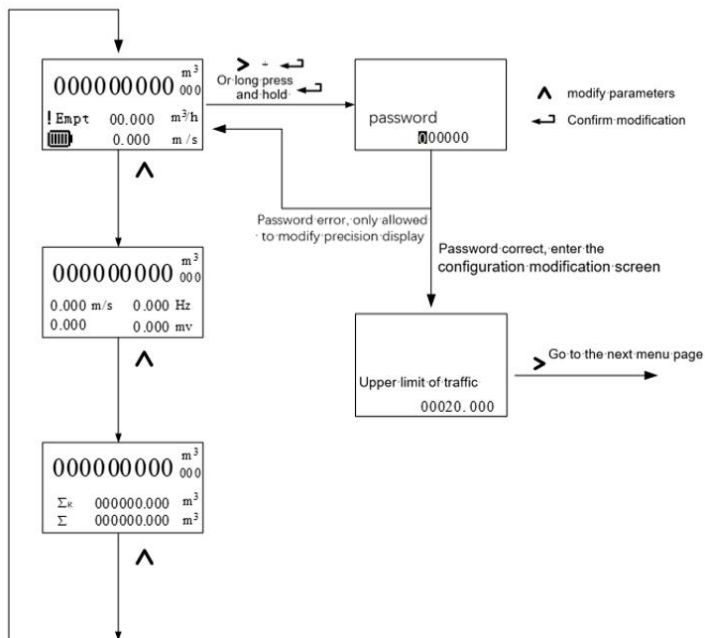 m³
000000000 000
! Empt 00.000 m³/h
0.000 m/s
> + ↵
Or long press
and hold ↵
password
000000
∧ modify parameters
↵ Confirm modification
∧
Password error, only allowed
to modify precision display
Password correct, enter the
configuration modification screen
m³
000000000 000
0.000 m/s 0.000 Hz
0.000 0.000 mv
∧
Upper limit of traffic
00020.000
> Go to the next menu page
m³
000000000 000
ΣR 000000.000 m³
Σ 000000.000 m³
∧